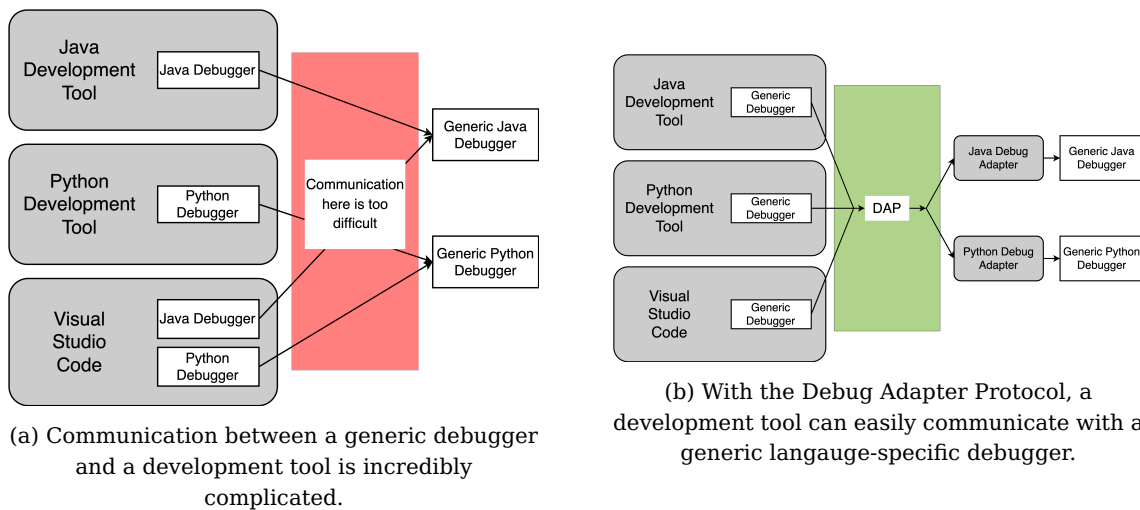 Java
Development
Tool
Java Debugger
Python
Development
Tool
Python
Debugger
Visual
Studio
Code
Java Debugger
Python
Debugger
Communication
here is too
difficult
Generic Java
Debugger
Generic Python
Debugger
(a) Communication between a generic debugger
and a development tool is incredibly
complicated.
Java
Development
Tool
Generic
Debugger
Python
Development
Tool
Generic
Debugger
Visual
Studio
Code
Generic
Debugger
DAP
Java Debug
Adapter
Generic Java
Debugger
Python Debug
Adapter
Generic Python
Debugger
(b) With the Debug Adapter Protocol, a
development tool can easily communicate with a
generic langauge-specific debugger.